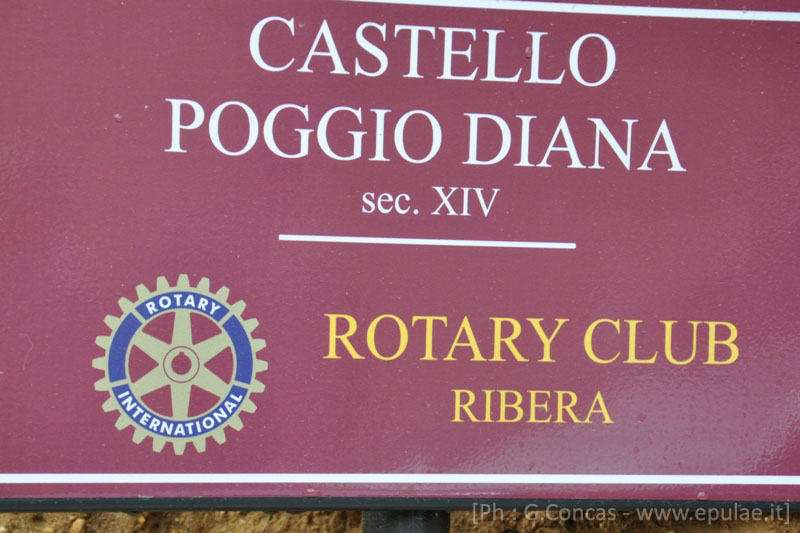 CASTELLO
POGGIO DIANA
sec. XIV
ROTARY
INTERNATIONAL
ROTARY CLUB
RIBERA
[Ph.: G.Concas - www.epulae.it]